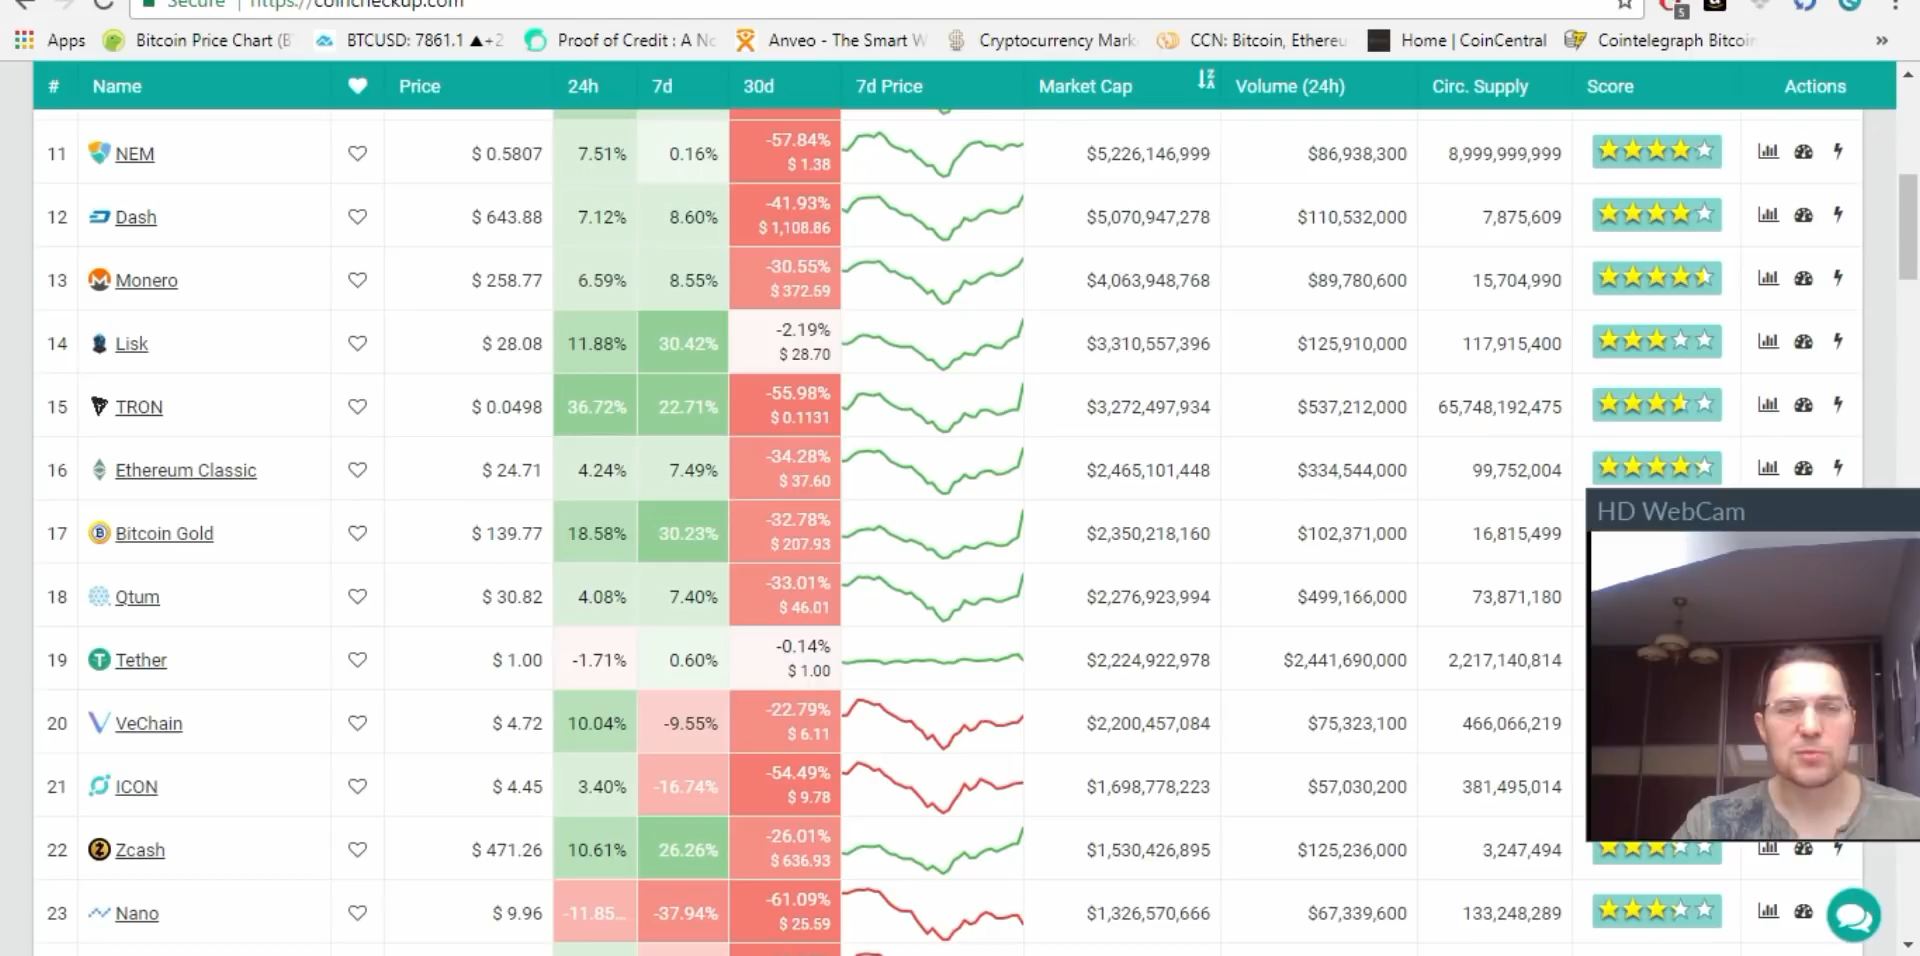 Secure | https://coincheckup.com
5
Apps Bitcoin Price Chart (B BTCUSD: 7861.1 ▲+2 Proof of Credit : A No Anveo - The Smart W Cryptocurrency Mark CCN: Bitcoin, Ethereu Home | CoinCentral Cointelegraph Bitcoin »
# Name Price 24h 7d 30d 7d Price Market Cap Volume (24h) Circ. Supply Score Actions
11 NEM $ 0.5807 7.51% 0.16% -57.84% $ 1.38 $5,226,146,999 $86,938,300 8,999,999,999
12 Dash $ 643.88 7.12% 8.60% -41.93% $ 1,108.86 $5,070,947,278 $110,532,000 7,875,609
13 Monero $ 258.77 6.59% 8.55% -30.55% $ 372.59 $4,063,948,768 $89,780,600 15,704,990
14 Lisk $ 28.08 11.88% 30.42% -2.19% $ 28.70 $3,310,557,396 $125,910,000 117,915,400
15 TRON $ 0.0498 36.72% 22.71% -55.98% $ 0.1131 $3,272,497,934 $537,212,000 65,748,192,475
16 Ethereum Classic $ 24.71 4.24% 7.49% -34.28% $ 37.60 $2,465,101,448 $334,544,000 99,752,004
HD WebCam
17 Bitcoin Gold $ 139.77 18.58% 30.23% -32.78% $ 207.93 $2,350,218,160 $102,371,000 16,815,499
18 Qtum $ 30.82 4.08% 7.40% -33.01% $ 46.01 $2,276,923,994 $499,166,000 73,871,180
19 Tether $ 1.00 -1.71% 0.60% -0.14% $ 1.00 $2,224,922,978 $2,441,690,000 2,217,140,814
20 VeChain $ 4.72 10.04% -9.55% -22.79% $ 6.11 $2,200,457,084 $75,323,100 466,066,219
21 ICON $ 4.45 3.40% -16.74% -54.49% $ 9.78 $1,698,778,223 $57,030,200 381,495,014
22 Zcash $ 471.26 10.61% 26.26% -26.01% $ 636.93 $1,530,426,895 $125,236,000 3,247,494
23 Nano $ 9.96 -11.85... -37.94% -61.09% $ 25.59 $1,326,570,666 $67,339,600 133,248,289